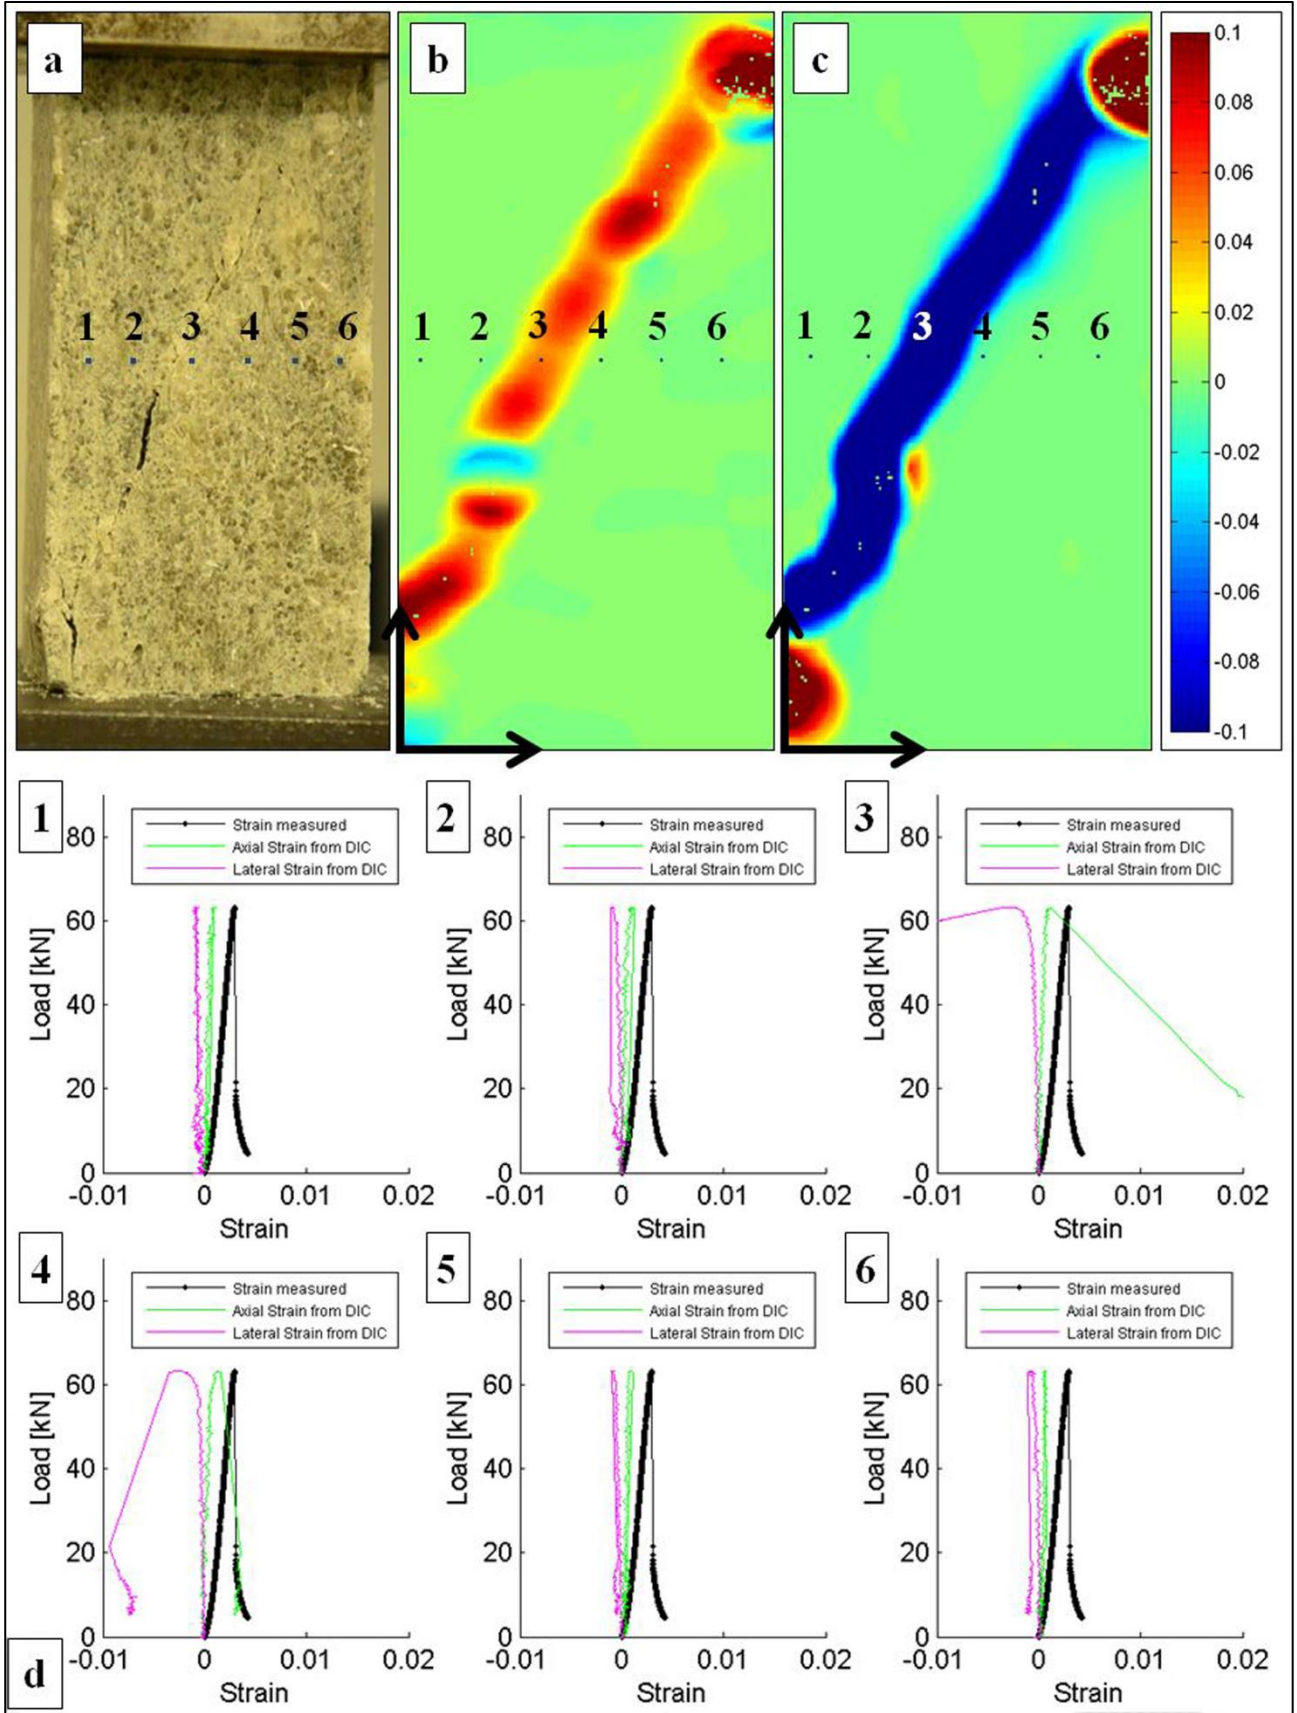 a
b
c
1 2 3 4 5 6
1 2 3 4 5 6
1 2 3 4 5 6
0.1
0.08
0.06
0.04
0.02
0
-0.02
-0.04
-0.06
-0.08
-0.1
1
Strain measured
Axial Strain from DIC
Lateral Strain from DIC
80
60
40
20
0
Load [kN]
-0.01 0 0.01 0.02
Strain
2
Strain measured
Axial Strain from DIC
Lateral Strain from DIC
80
60
40
20
0
Load [kN]
-0.01 0 0.01 0.02
Strain
3
Strain measured
Axial Strain from DIC
Lateral Strain from DIC
80
60
40
20
0
Load [kN]
-0.01 0 0.01 0.02
Strain
4
Strain measured
Axial Strain from DIC
Lateral Strain from DIC
80
60
40
20
0
Load [kN]
-0.01 0 0.01 0.02
Strain
5
Strain measured
Axial Strain from DIC
Lateral Strain from DIC
80
60
40
20
0
Load [kN]
-0.01 0 0.01 0.02
Strain
6
Strain measured
Axial Strain from DIC
Lateral Strain from DIC
80
60
40
20
0
Load [kN]
-0.01 0 0.01 0.02
Strain
d